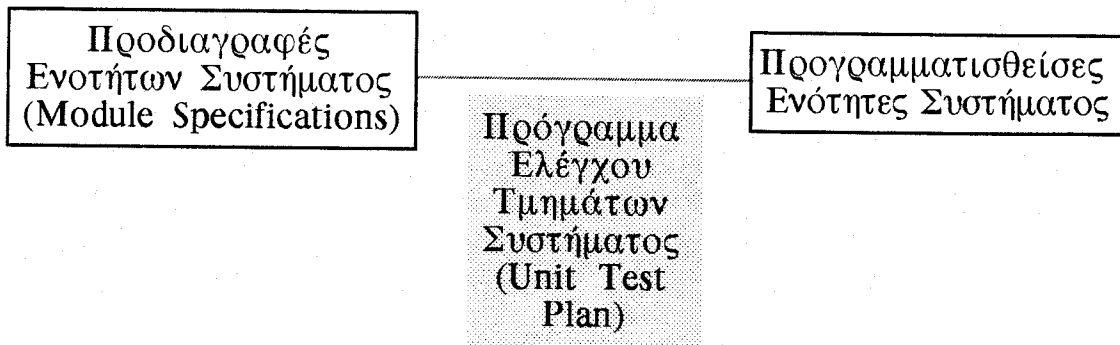 Προδιαγραφές
Ενοτήτων Συστήματος
(Module Specifications)
Προγραμματισθείσες
Ενότητες Συστήματος
Πρόγραμμα
Ελέγχου
Τμημάτων
Συστήματος
(Unit Test
Plan)